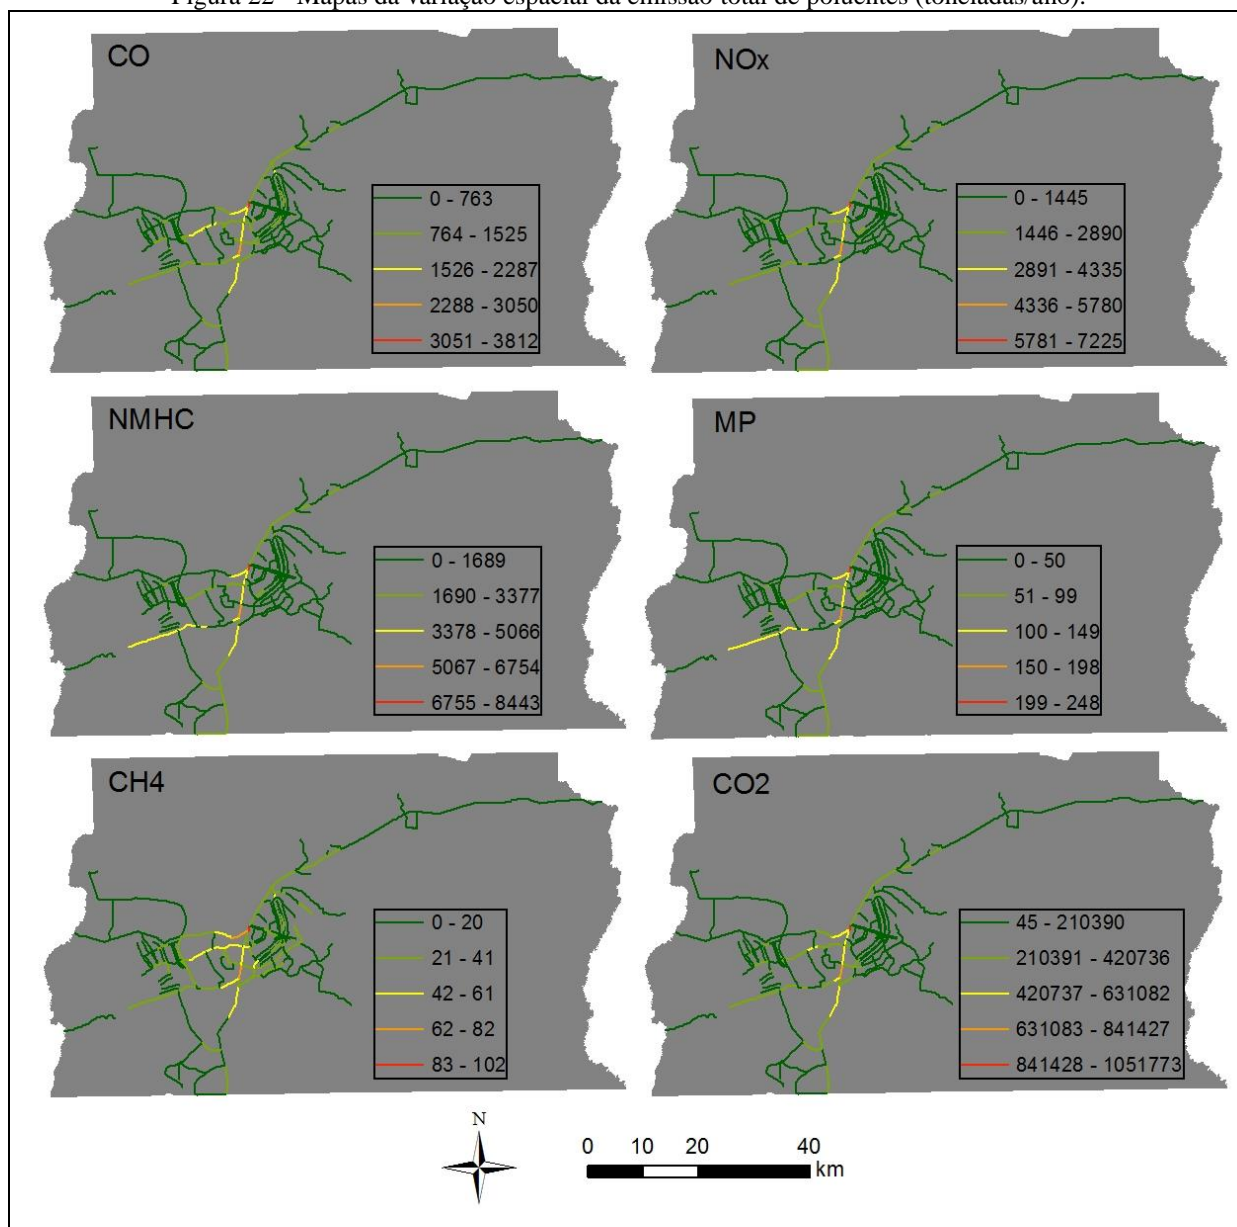 Figura 22 - Mapas da variação espacial da emissão total de poluentes (toneladas/ano).
CO
0 - 763
764 - 1525
1526 - 2287
2288 - 3050
3051 - 3812
NOx
0 - 1445
1446 - 2890
2891 - 4335
4336 - 5780
5781 - 7225
NMHC
0 - 1689
1690 - 3377
3378 - 5066
5067 - 6754
6755 - 8443
MP
0 - 50
51 - 99
100 - 149
150 - 198
199 - 248
CH4
0 - 20
21 - 41
42 - 61
62 - 82
83 - 102
CO2
45 - 210390
210391 - 420736
420737 - 631082
631083 - 841427
841428 - 1051773
N
0 10 20 40
km